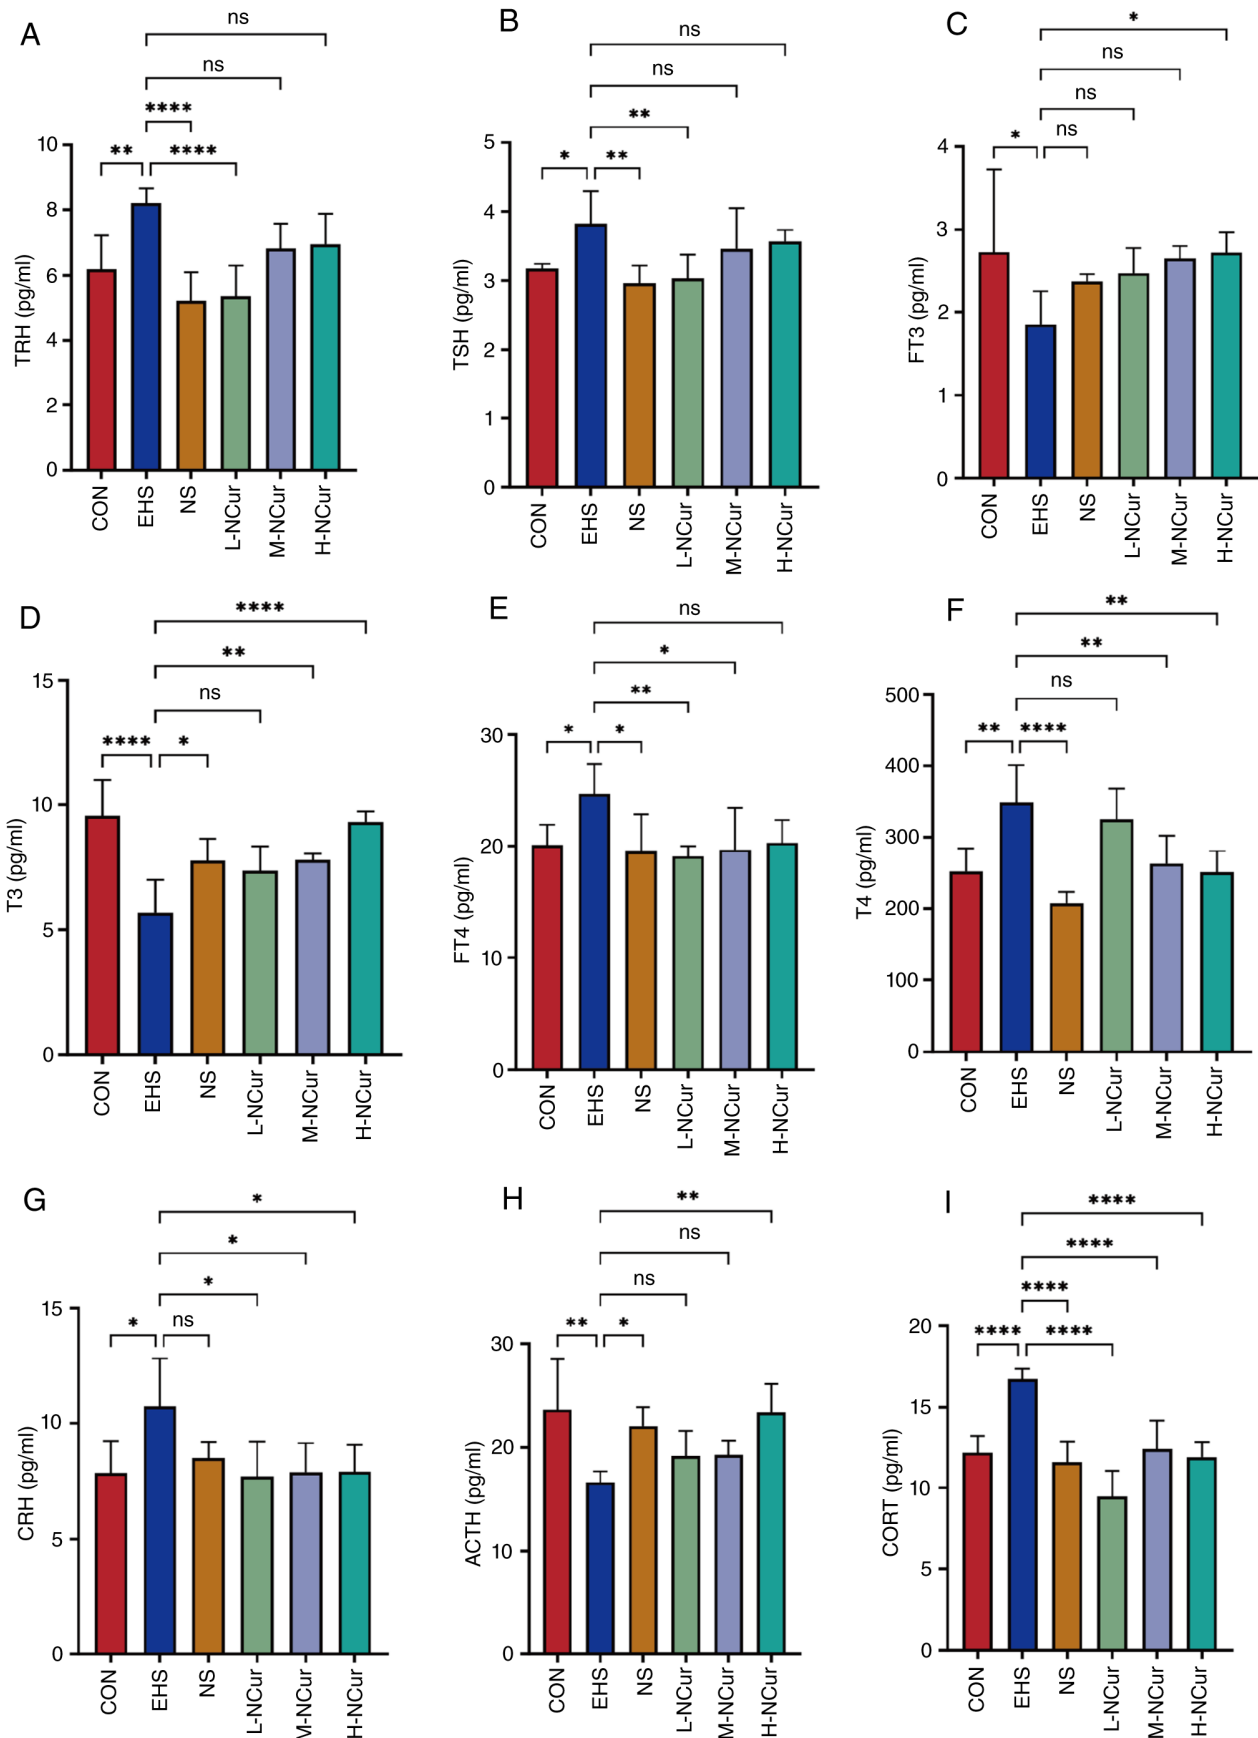 A
ns
ns
****
** ****
TRH (pg/ml)
10
8
6
4
2
0
CON EHS NS L-NCur M-NCur H-NCur
B
ns
ns
**
* **
TSH (pg/ml)
5
4
3
2
1
0
CON EHS NS L-NCur M-NCur H-NCur
C
*
ns
ns
* ns
FT3 (pg/ml)
4
3
2
1
0
CON EHS NS L-NCur M-NCur H-NCur
D
****
**
ns
**** *
T3 (pg/ml)
15
10
5
0
CON EHS NS L-NCur M-NCur H-NCur
E
ns
*
**
* *
FT4 (pg/ml)
30
20
10
0
CON EHS NS L-NCur M-NCur H-NCur
F
**
**
ns
** ****
T4 (pg/ml)
500
400
300
200
100
0
CON EHS NS L-NCur M-NCur H-NCur
G
*
*
*
* ns
CRH (pg/ml)
15
10
5
0
CON EHS NS L-NCur M-NCur H-NCur
H
**
ns
ns
** *
ACTH (pg/ml)
30
20
10
0
CON EHS NS L-NCur M-NCur H-NCur
I
****
****
****
**** ****
CORT (pg/ml)
20
15
10
5
0
CON EHS NS L-NCur M-NCur H-NCur